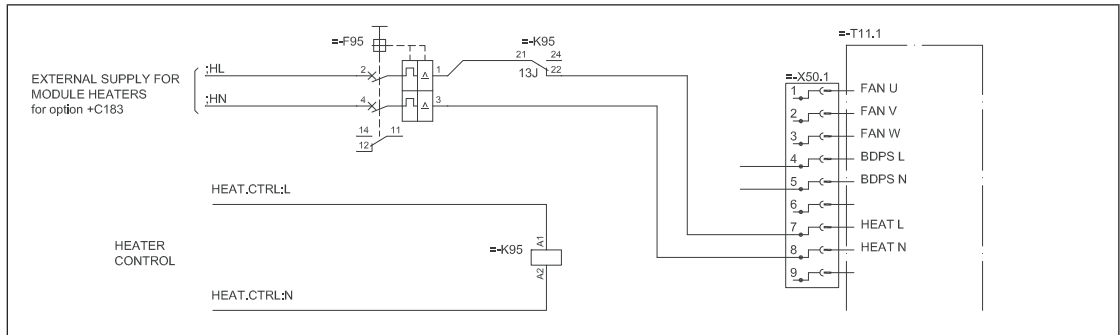 =-F95
=-K95
=-T11.1
21 24
13J 22
:HL
2 1
EXTERNAL SUPPLY FOR
MODULE HEATERS
for option +C183
:HN
4 3
14 11
12
=-X50.1
1 FAN U
2 FAN V
3 FAN W
4 BDPS L
5 BDPS N
6
7 HEAT L
8 HEAT N
9
HEAT.CTRL:L
HEATER
CONTROL
=-K95
A1
A2
HEAT.CTRL:N